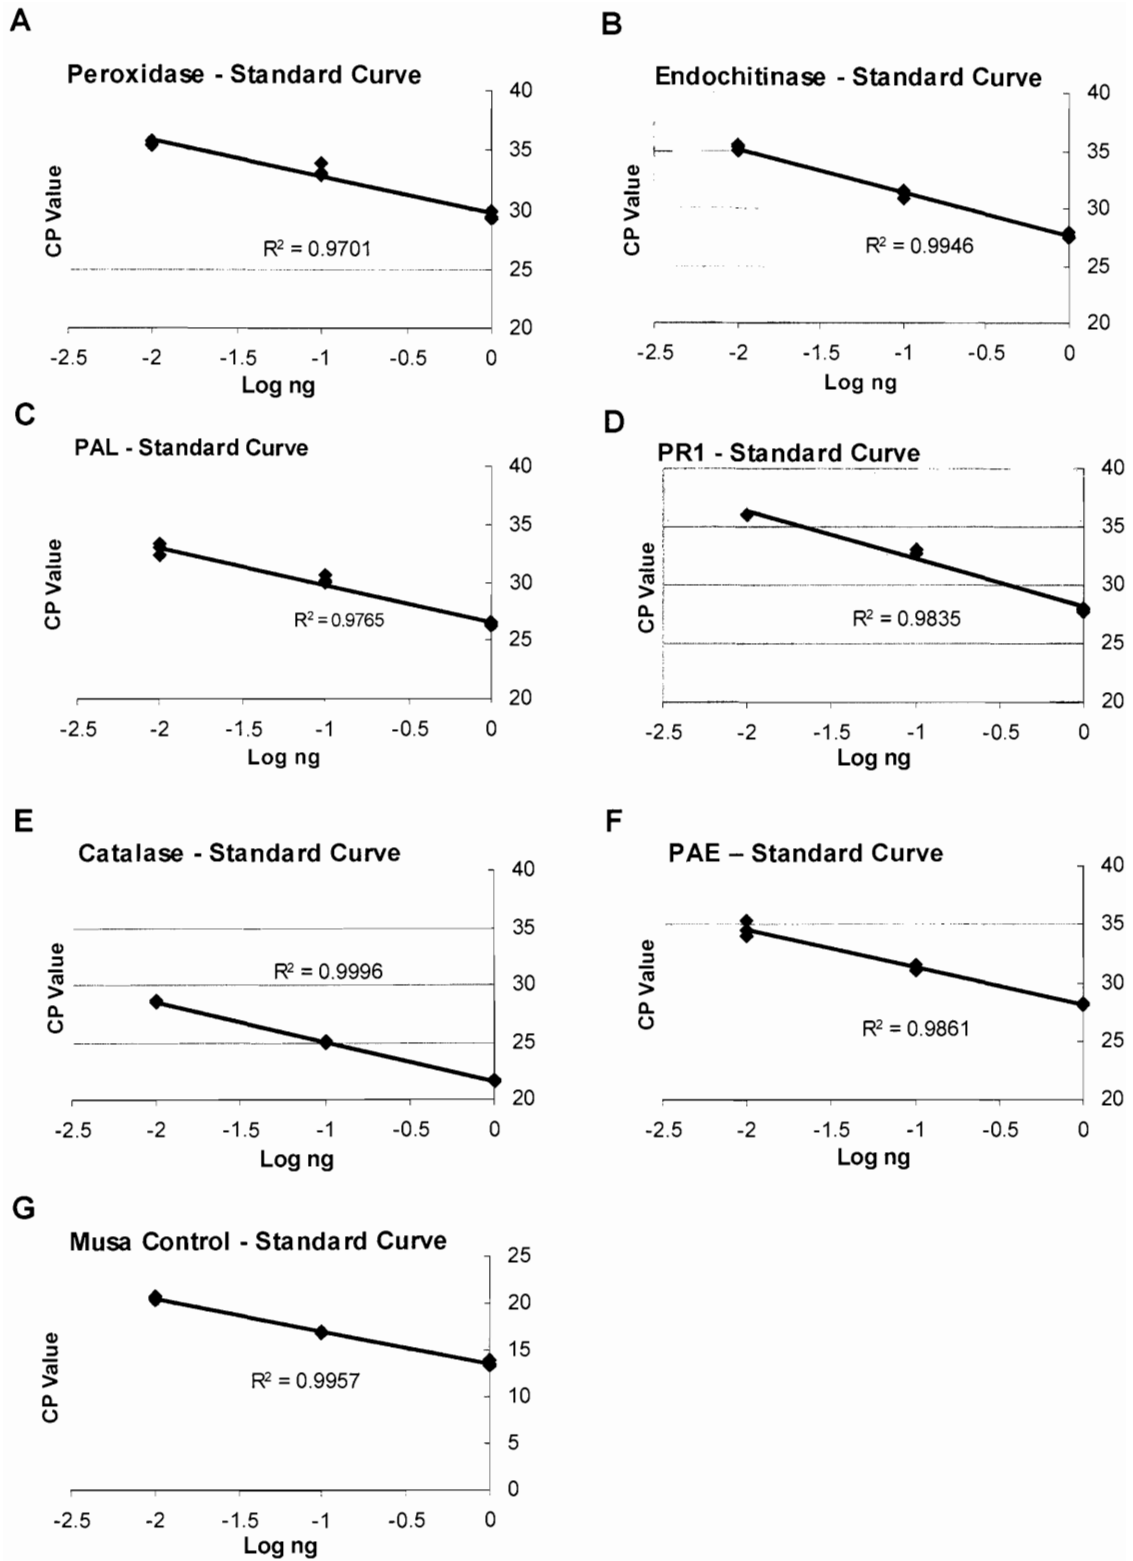 A
Peroxidase - Standard Curve
40
35
30
25
20
CP Value
R² = 0.9701
-2.5 -2 -1.5 -1 -0.5 0
Log ng
B
Endochitinase - Standard Curve
40
35
30
25
20
CP Value
R² = 0.9946
-2.5 -2 -1.5 -1 -0.5 0
Log ng
C
PAL - Standard Curve
40
35
30
25
20
CP Value
R² = 0.9765
-2.5 -2 -1.5 -1 -0.5 0
Log ng
D
PR1 - Standard Curve
40
35
30
25
20
CP Value
R² = 0.9835
-2.5 -2 -1.5 -1 -0.5 0
Log ng
E
Catalase - Standard Curve
40
35
30
25
20
CP Value
R² = 0.9996
-2.5 -2 -1.5 -1 -0.5 0
Log ng
F
PAE – Standard Curve
40
35
30
25
20
CP Value
R² = 0.9861
-2.5 -2 -1.5 -1 -0.5 0
Log ng
G
Musa Control - Standard Curve
25
20
15
10
5
0
CP Value
R² = 0.9957
-2.5 -2 -1.5 -1 -0.5 0
Log ng